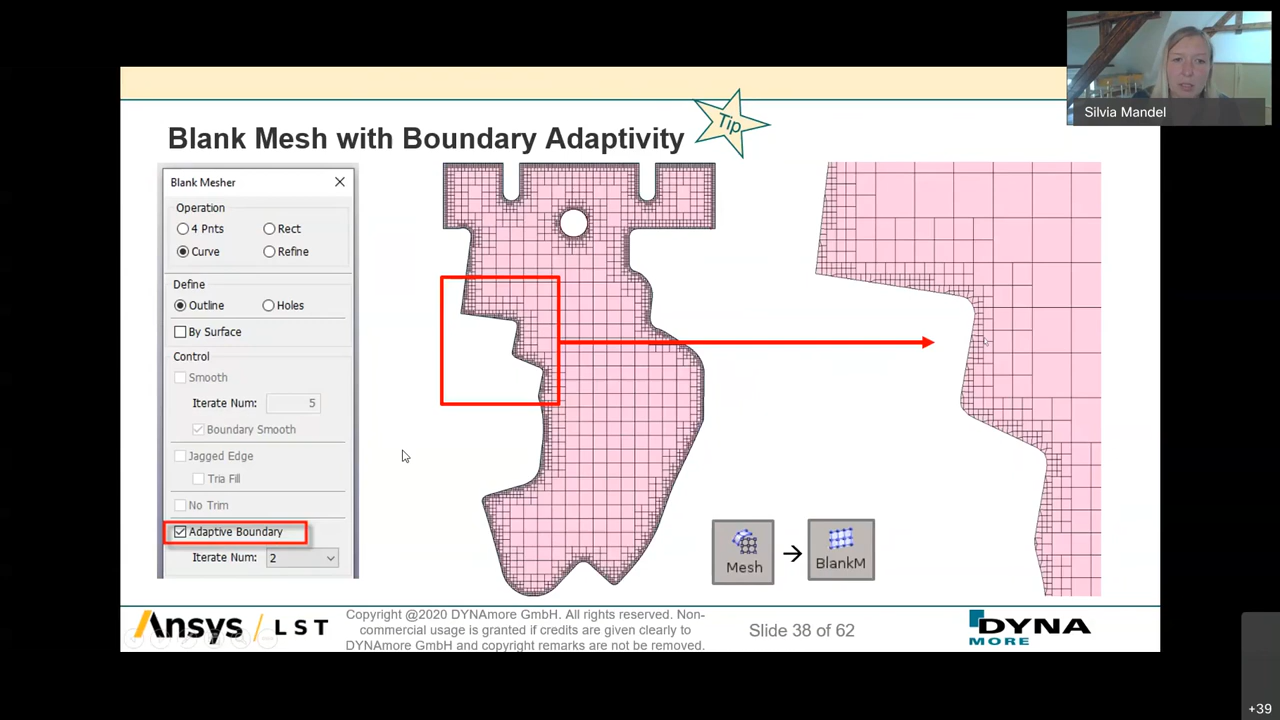 Silvia Mandel
Tip
Blank Mesh with Boundary Adaptivity
Blank Mesher
Operation
4 Pnts
Rect
Curve
Refine
Define
Outline
Holes
By Surface
Control
Smooth
Iterate Num: 5
Boundary Smooth
Jagged Edge
Tria Fill
No Trim
Adaptive Boundary
Iterate Num: 2
Mesh
BlankM
Ansys / LST
Copyright @2020 DYNAmore GmbH. All rights reserved. Non-
commercial usage is granted if credits are given clearly to
DYNAmore GmbH and copyright remarks are not be removed.
Slide 38 of 62
DYNA
MORE
+39